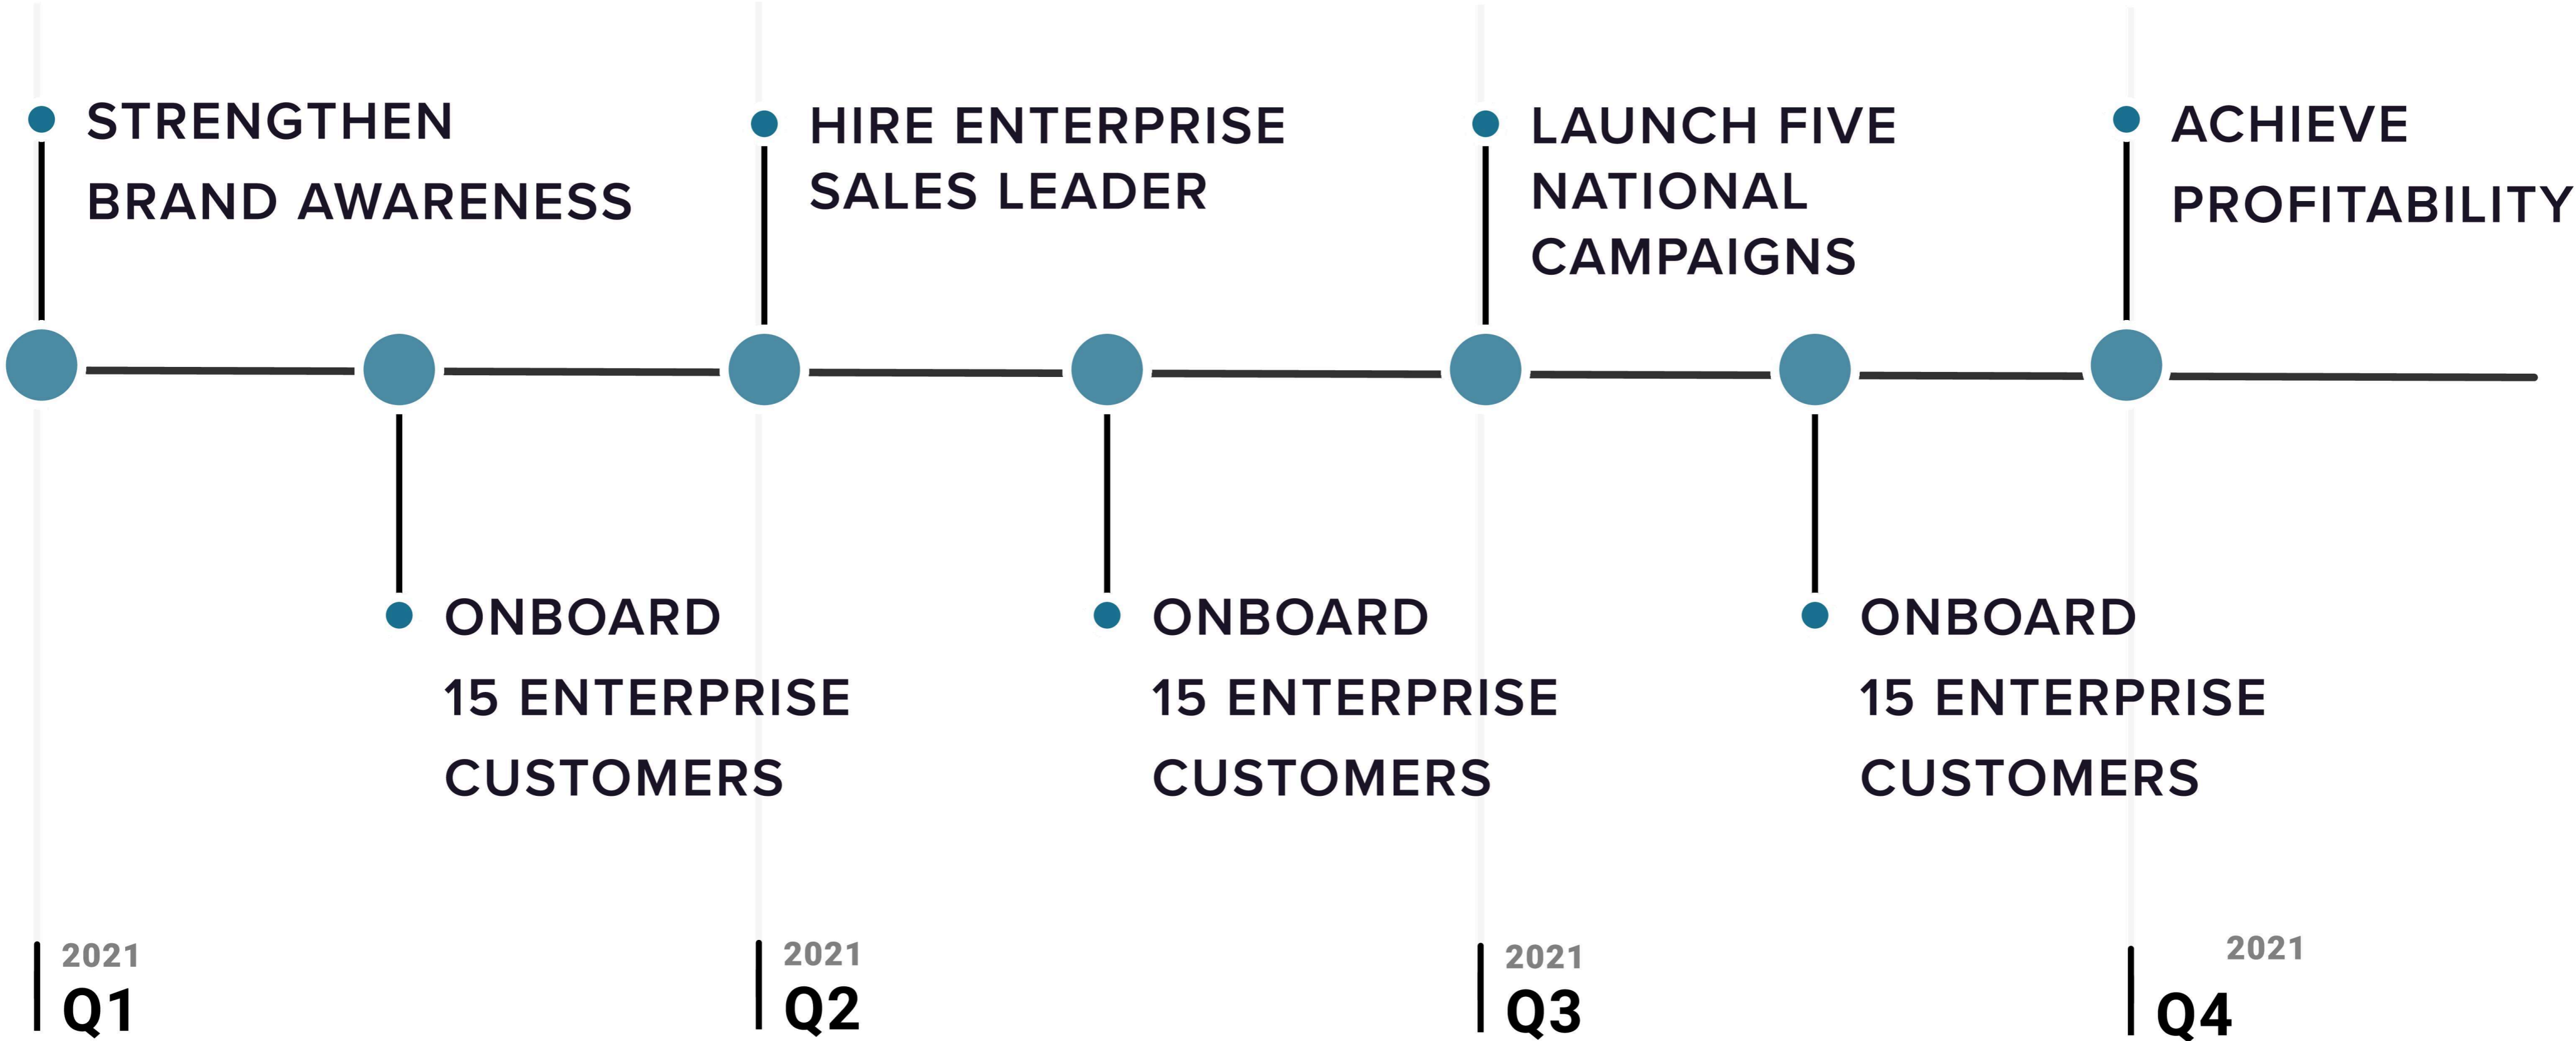 STRENGTHEN
BRAND AWARENESS
HIRE ENTERPRISE
SALES LEADER
LAUNCH FIVE
NATIONAL
CAMPAIGNS
ACHIEVE
PROFITABILITY
ONBOARD
15 ENTERPRISE
CUSTOMERS
ONBOARD
15 ENTERPRISE
CUSTOMERS
ONBOARD
15 ENTERPRISE
CUSTOMERS
2021
Q1
2021
Q2
2021
Q3
2021
Q4